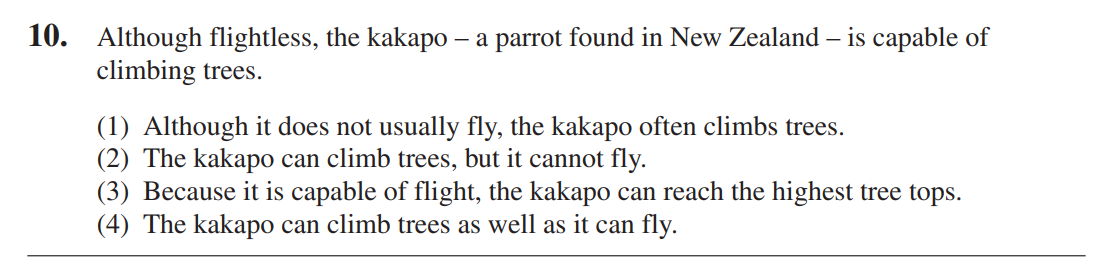 10. Although flightless, the kakapo – a parrot found in New Zealand – is capable of
climbing trees.
(1) Although it does not usually fly, the kakapo often climbs trees.
(2) The kakapo can climb trees, but it cannot fly.
(3) Because it is capable of flight, the kakapo can reach the highest tree tops.
(4) The kakapo can climb trees as well as it can fly.